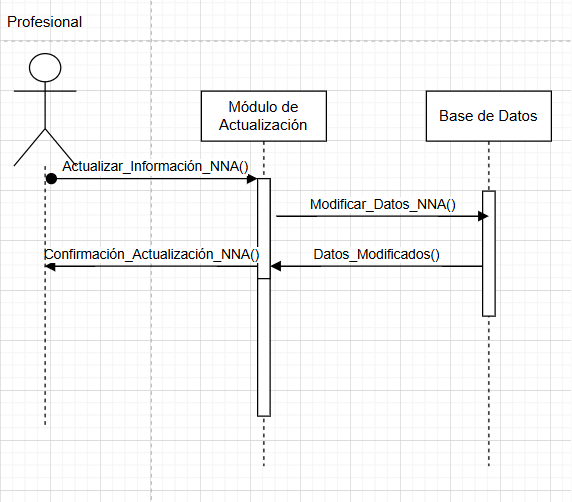 Profesional
Módulo de
Actualización
Base de Datos
Actualizar_Información_NNA()
Modificar_Datos_NNA()
Confirmación_Actualización_NNA()
Datos_Modificados()